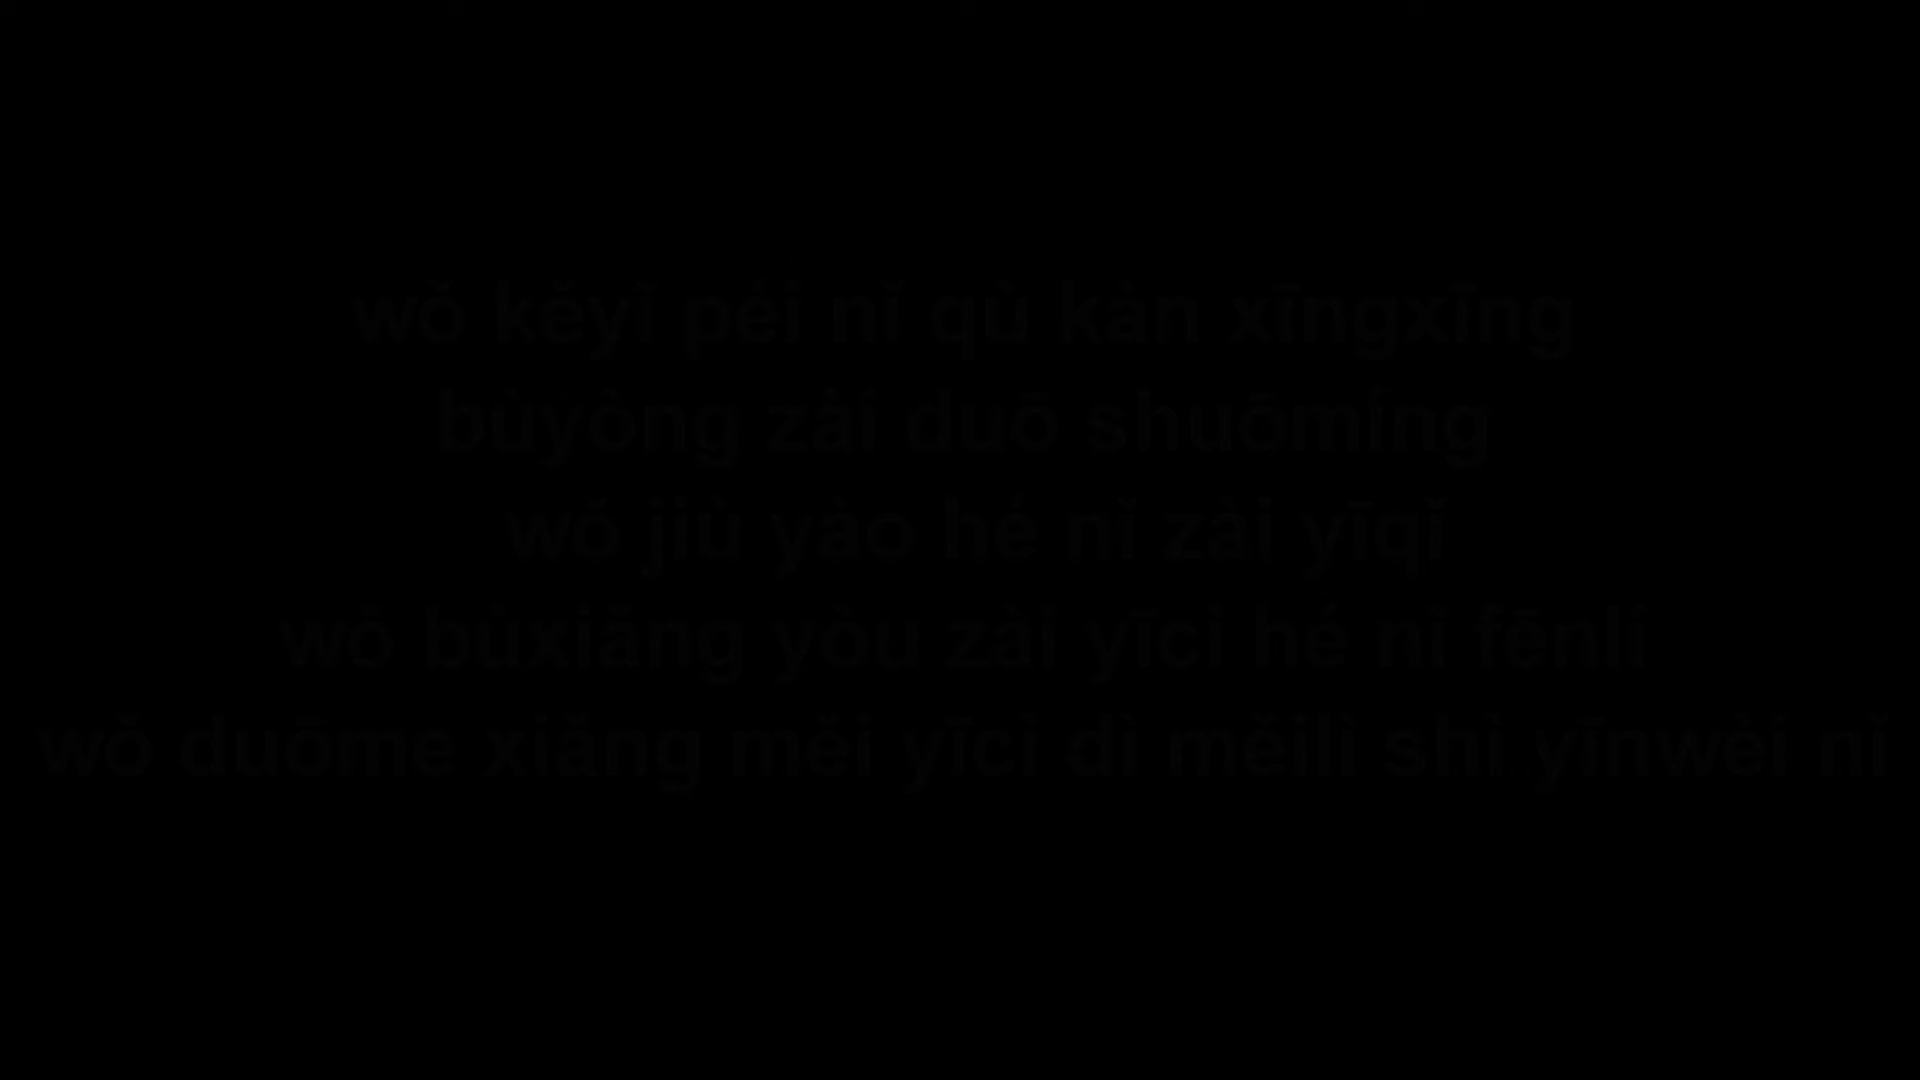 wǒ kěyǐ péi nǐ qù kàn xīngxīng
bùyòng zài duō shuōmíng
wǒ jiù yào hé nǐ zài yīqǐ
wǒ bùxiǎng yòu zài yīcì hé nǐ fēnlí
wǒ duōme xiǎng měi yīcì dì měilì shì yīnwèi nǐ